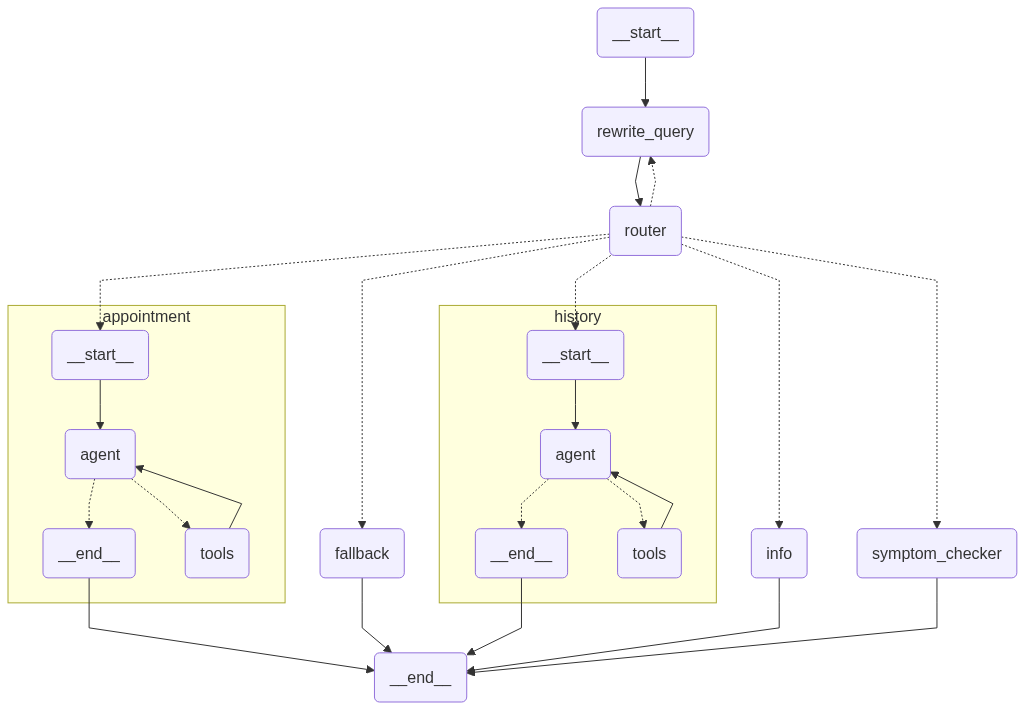 __start__
rewrite_query
router
appointment
history
__start__
__start__
agent
agent
__end__
tools
fallback
__end__
tools
info
symptom_checker
__end__